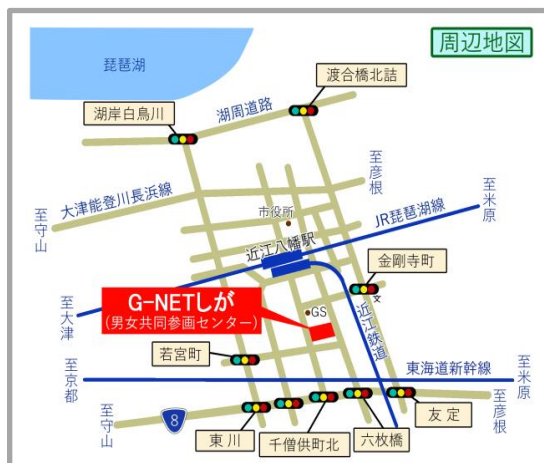 周辺地図
琵琶湖
渡合橋北詰
湖岸白鳥川
湖周道路
至彦根
至米原
大津能登川長浜線
至守山
市役所
JR琵琶湖線
近江八幡駅
金剛寺町
文
至大津
G-NETしが
(男女共同参画センター)
GS
近江鉄道
若宮町
至京都
東海道新幹線
至米原
至守山
8
東川
千僧供町北
六枚橋
友定
至彦根